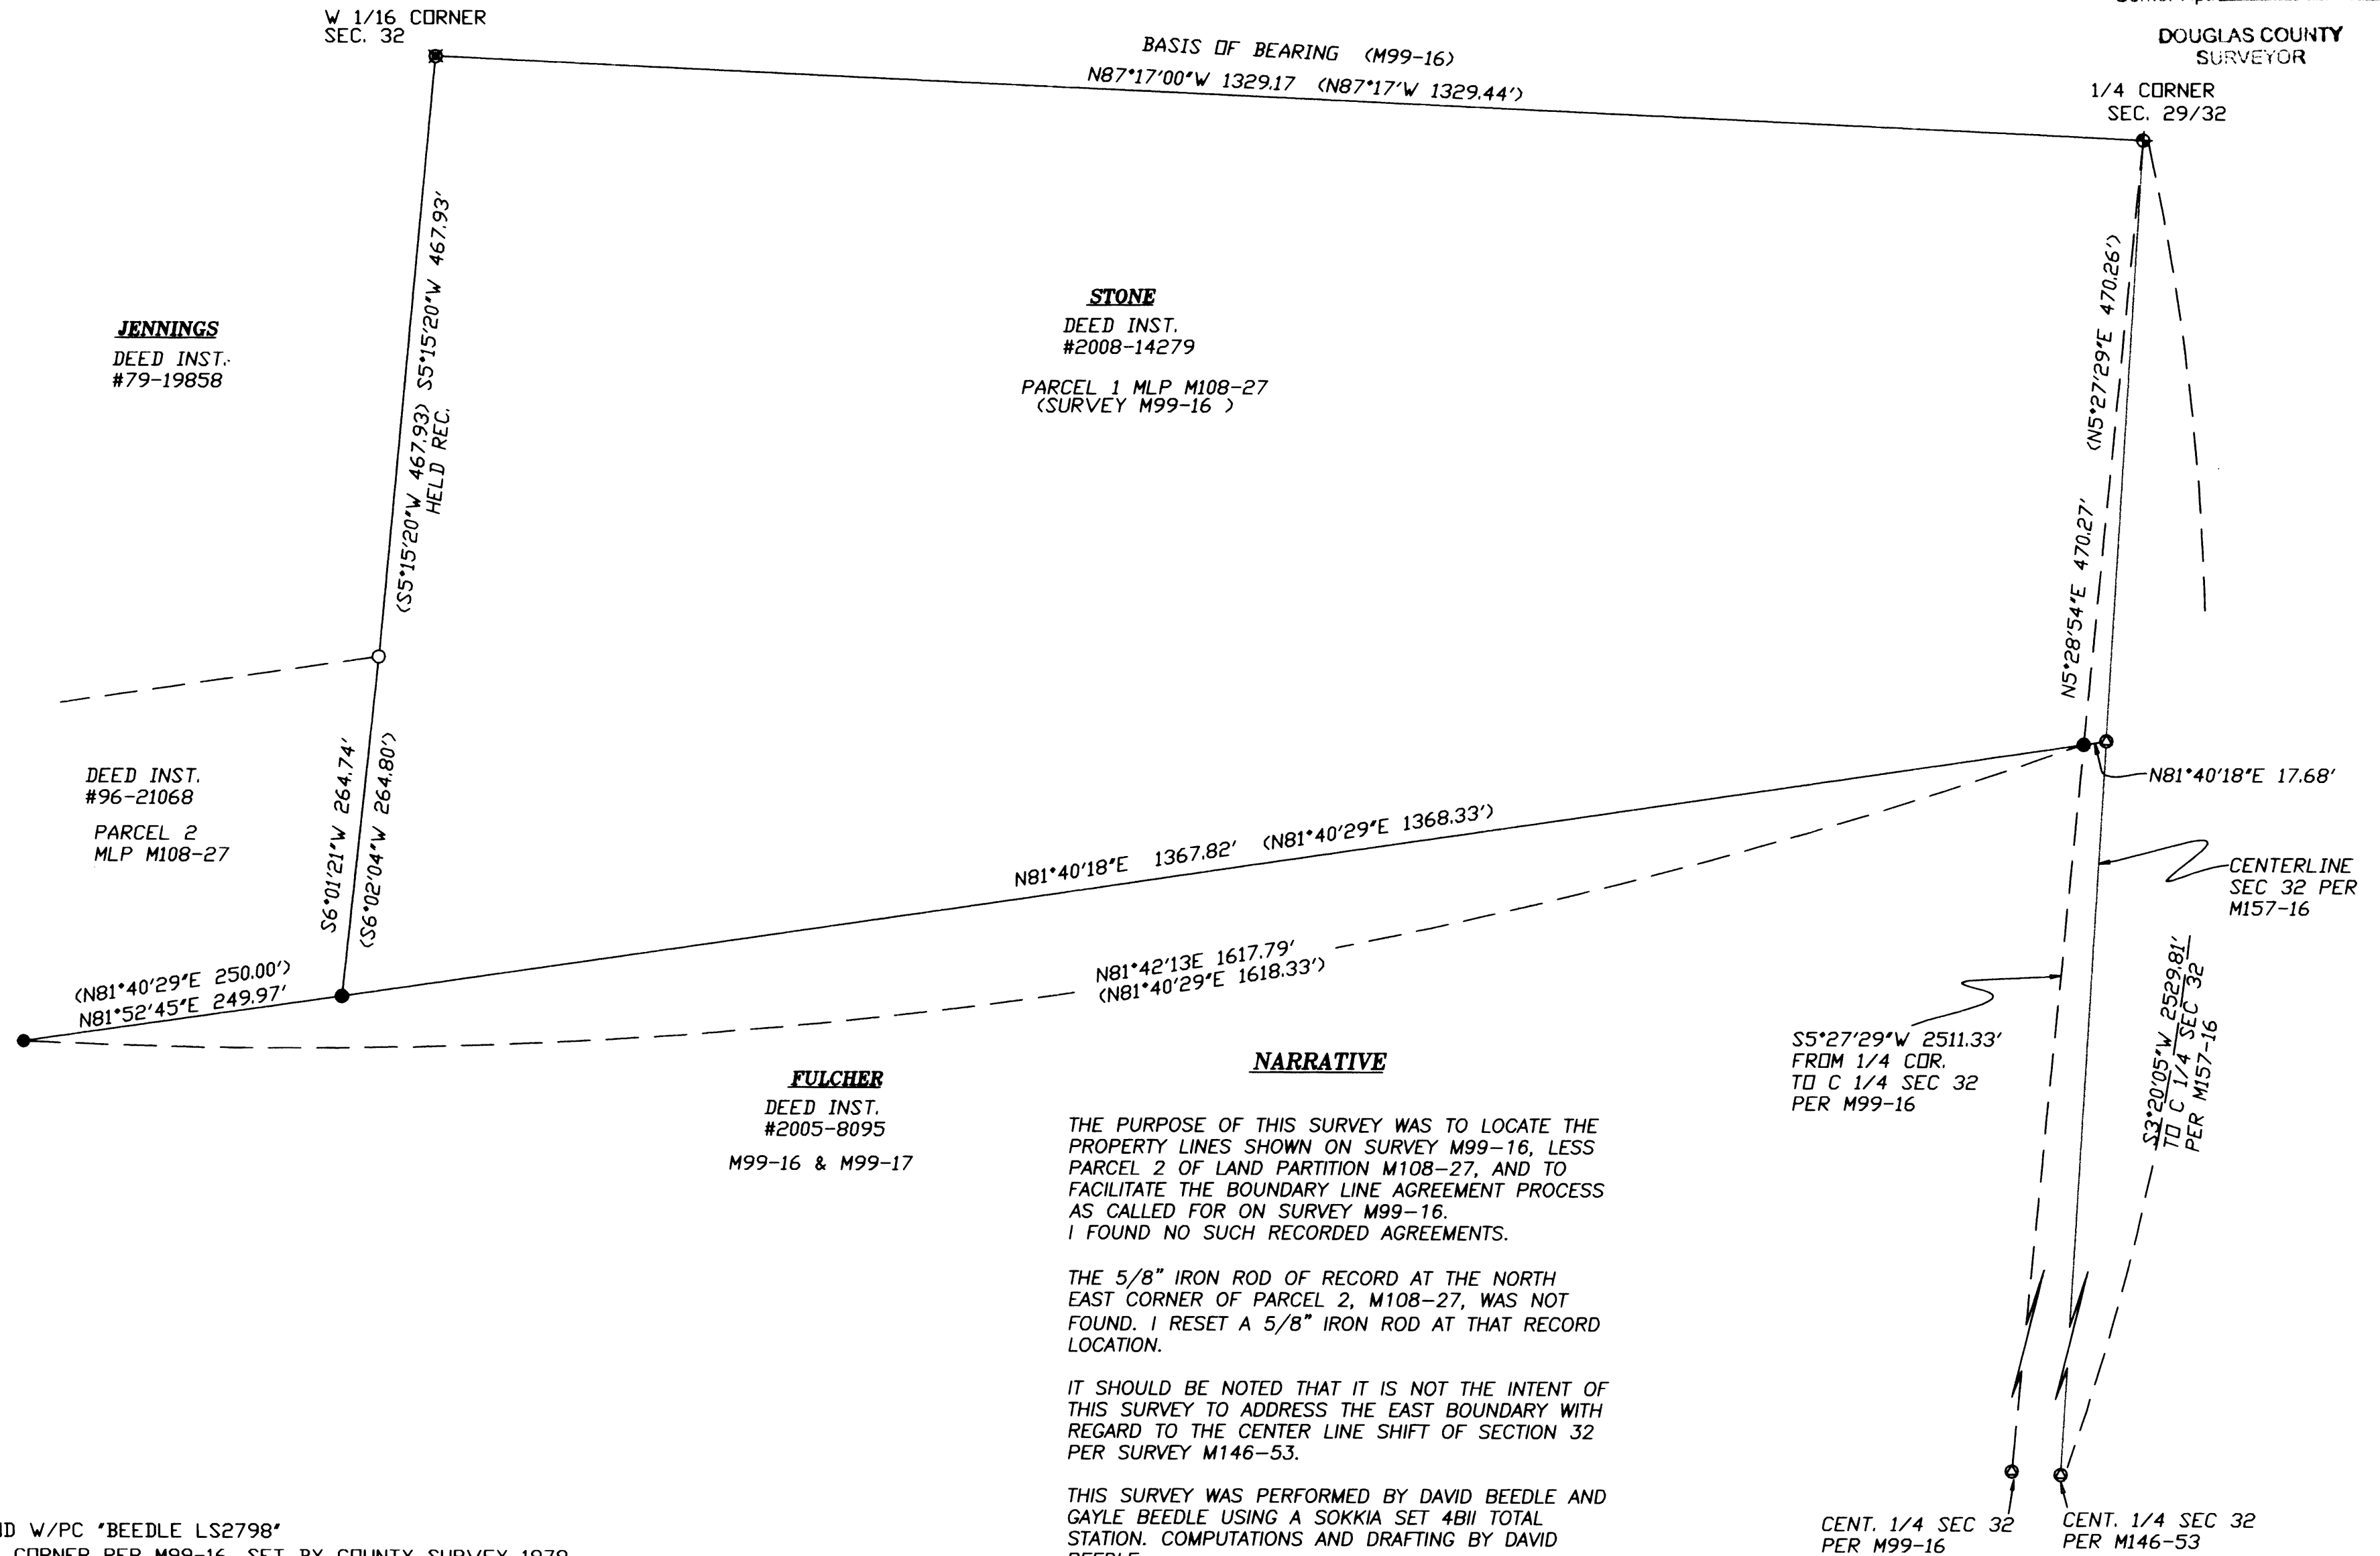 DOUGLAS COUNTY
SURVEYOR
W 1/16 CORNER
SEC. 32
BASIS OF BEARING (M99-16)
N87°17'00"W 1329.17 (N87°17'W 1329.44')
1/4 CORNER
SEC. 29/32
JENNINGS
DEED INST.
#79-19858
(S5°15'20"W 467.93) S5°15'20"W 467.93'
HELD REC.
STONE
DEED INST.
#2008-14279
PARCEL 1 MLP M108-27
(SURVEY M99-16 )
N5°28'54"E 470.27'
(N5°27'29"E 470.26')
DEED INST.
#96-21068
PARCEL 2
MLP M108-27
S6°01'21"W 264.74'
(S6°02'04"W 264.80')
N81°40'18"E 17.68'
N81°40'18"E 1367.82' (N81°40'29"E 1368.33')
CENTERLINE
SEC 32 PER
M157-16
(N81°40'29"E 250.00')
N81°52'45"E 249.97'
N81°42'13E 1617.79'
(N81°40'29"E 1618.33')
S5°27'29"W 2511.33'
FROM 1/4 COR.
TO C 1/4 SEC 32
PER M99-16
S3°20'05"W 2529.81'
TO C 1/4 SEC 32
PER M157-16
FULCHER
DEED INST.
#2005-8095
M99-16 & M99-17
NARRATIVE
THE PURPOSE OF THIS SURVEY WAS TO LOCATE THE
PROPERTY LINES SHOWN ON SURVEY M99-16, LESS
PARCEL 2 OF LAND PARTITION M108-27, AND TO
FACILITATE THE BOUNDARY LINE AGREEMENT PROCESS
AS CALLED FOR ON SURVEY M99-16.
I FOUND NO SUCH RECORDED AGREEMENTS.
THE 5/8" IRON ROD OF RECORD AT THE NORTH
EAST CORNER OF PARCEL 2, M108-27, WAS NOT
FOUND. I RESET A 5/8" IRON ROD AT THAT RECORD
LOCATION.
IT SHOULD BE NOTED THAT IT IS NOT THE INTENT OF
THIS SURVEY TO ADDRESS THE EAST BOUNDARY WITH
REGARD TO THE CENTER LINE SHIFT OF SECTION 32
PER SURVEY M146-53.
THIS SURVEY WAS PERFORMED BY DAVID BEEDLE AND
GAYLE BEEDLE USING A SOKKIA SET 4BII TOTAL
STATION. COMPUTATIONS AND DRAFTING BY DAVID
BEEDLE
CENT. 1/4 SEC 32
PER M99-16
CENT. 1/4 SEC 32
PER M146-53
W/PC "BEEDLE LS2798"
CORNER PER M99-16, SET BY COUNTY SURVEY 1979